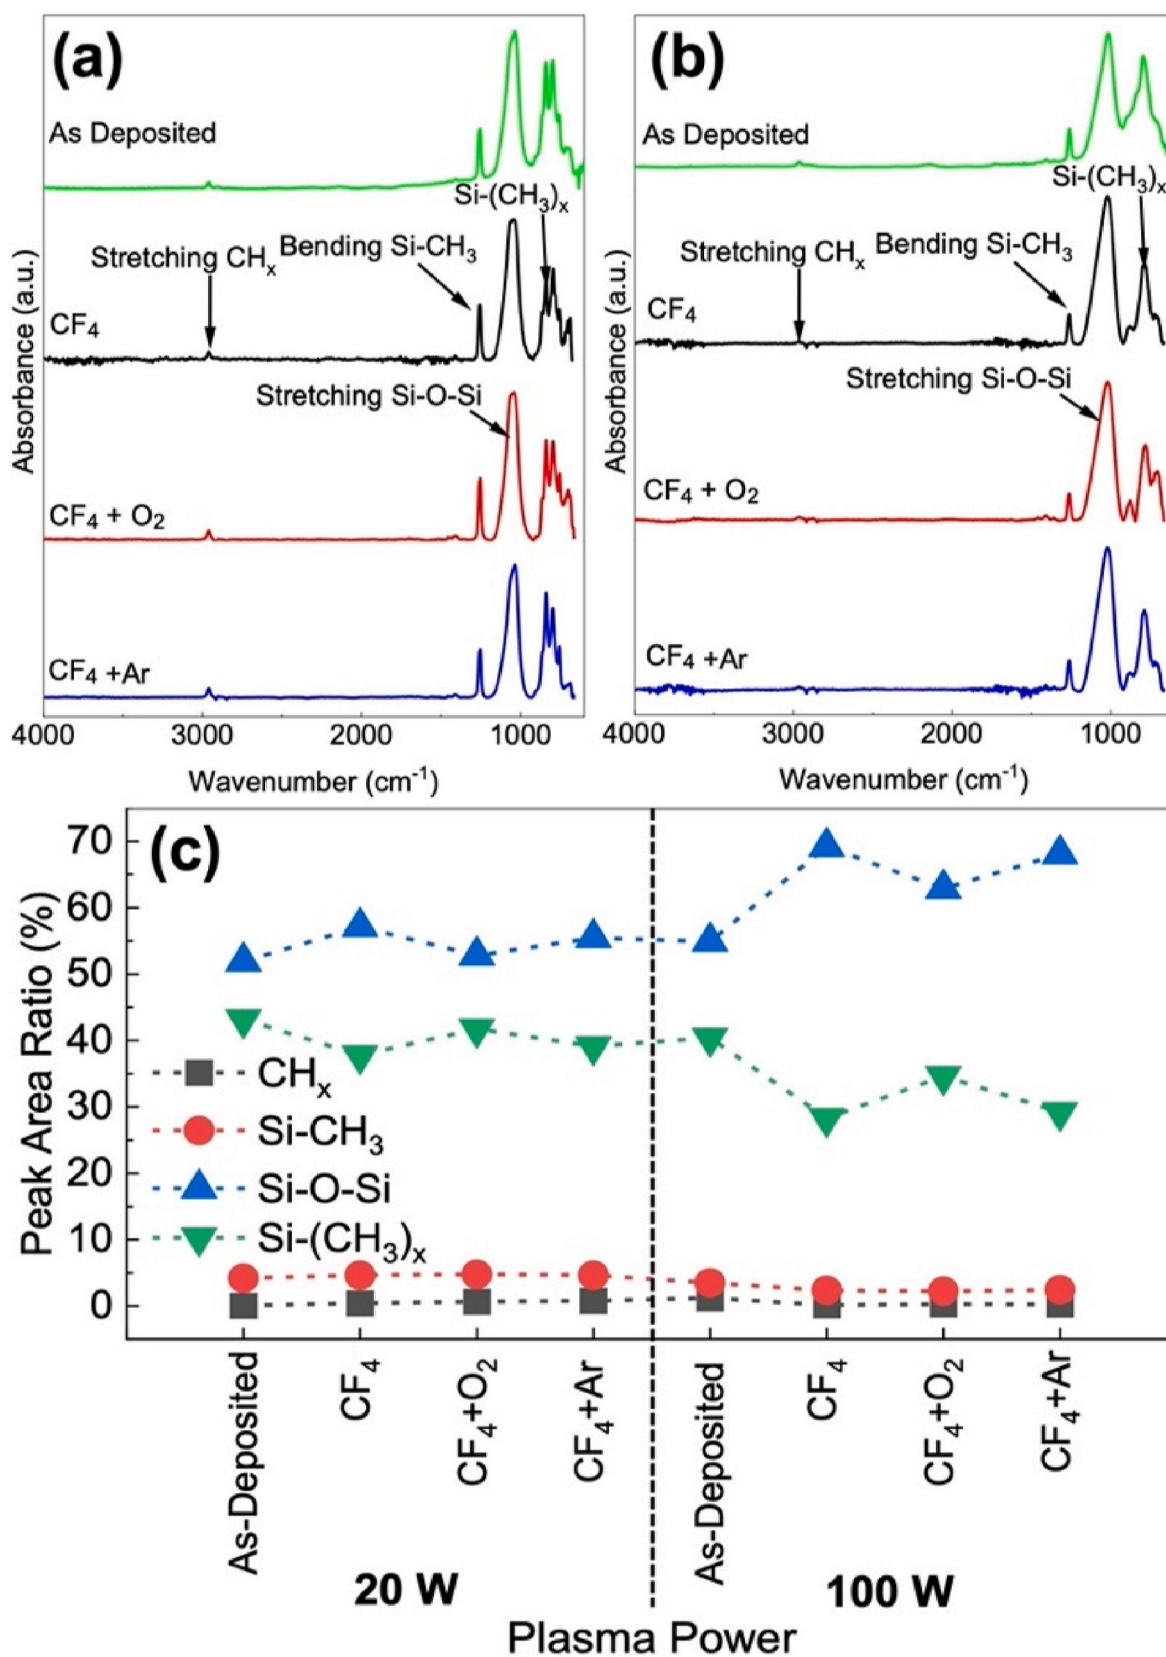 (a)
As Deposited
Si-(CH3)x
Stretching CHx
Bending Si-CH3
CF4
Stretching Si-O-Si
CF4 + O2
CF4 +Ar
Absorbance (a.u.)
4000 3000 2000 1000
Wavenumber (cm-1)
(b)
As Deposited
Si-(CH3)x
Stretching CHx
Bending Si-CH3
CF4
Stretching Si-O-Si
CF4 + O2
CF4 +Ar
Absorbance (a.u.)
4000 3000 2000 1000
Wavenumber (cm-1)
(c)
Peak Area Ratio (%)
70
60
50
40
30
20
10
0
CHx
Si-CH3
Si-O-Si
Si-(CH3)x
As-Deposited
CF4
CF4+O2
CF4+Ar
As-Deposited
CF4
CF4+O2
CF4+Ar
20 W
100 W
Plasma Power